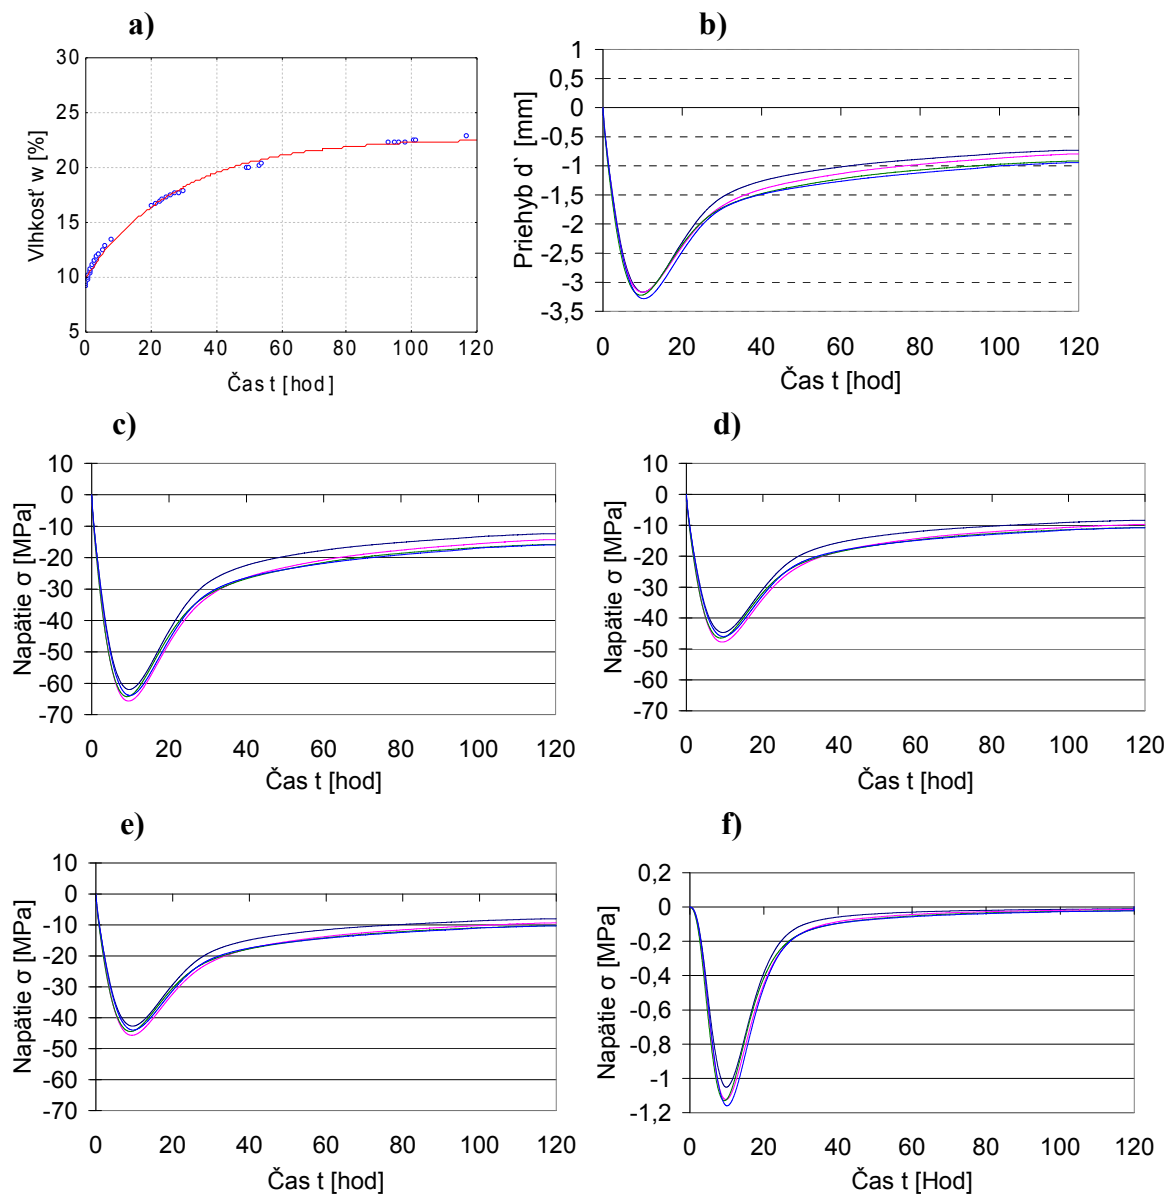 a)
30
25
20
15
10
5
Vlhkosť w [%]
0 20 40 60 80 100 120
Čas t [hod]
b)
1
0,5
0
-0,5
-1
-1,5
-2
-2,5
-3
-3,5
Priehyb d` [mm]
0 20 40 60 80 100 120
Čas t [hod]
c)
10
0
-10
-20
-30
-40
-50
-60
-70
Napätie σ [MPa]
0 20 40 60 80 100 120
Čas t [hod]
d)
10
0
-10
-20
-30
-40
-50
-60
-70
Napätie σ [MPa]
0 20 40 60 80 100 120
Čas t [hod]
e)
10
0
-10
-20
-30
-40
-50
-60
-70
Napätie σ [MPa]
0 20 40 60 80 100 120
Čas t [hod]
f)
0,2
0
-0,2
-0,4
-0,6
-0,8
-1
-1,2
Napätie σ [MPa]
0 20 40 60 80 100 120
Čas t [Hod]